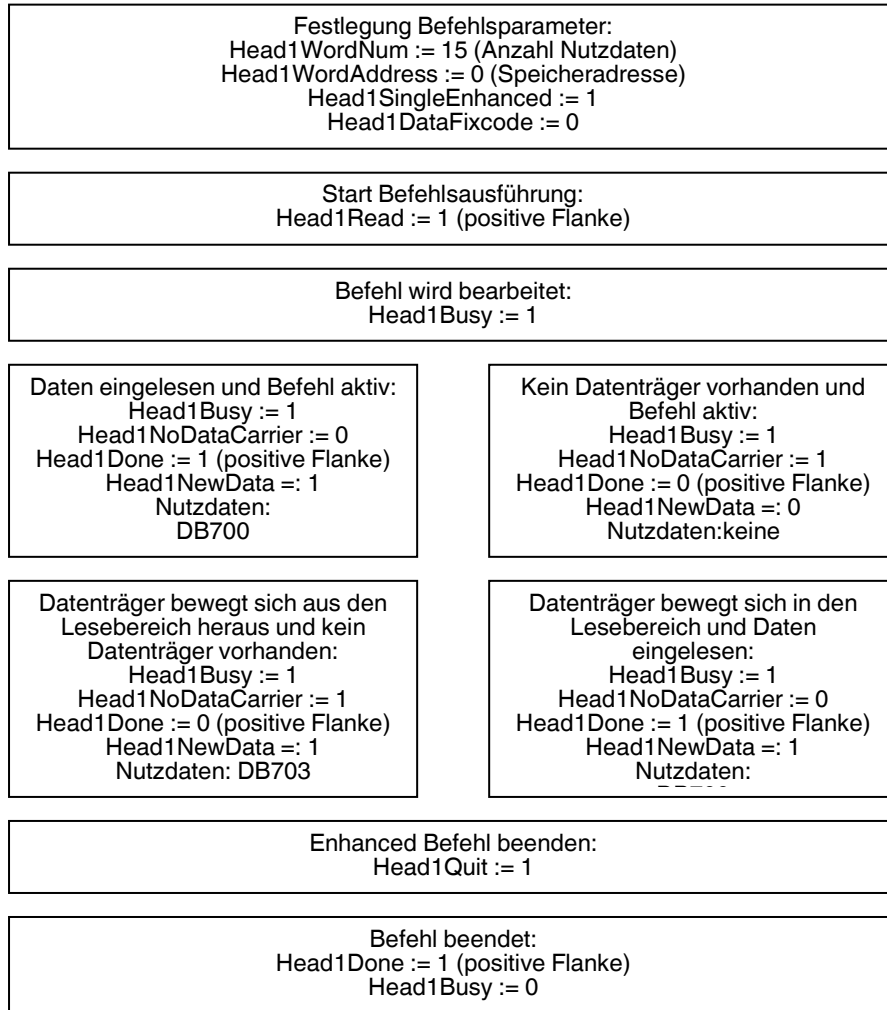 Festlegung Befehlsparameter:
Head1WordNum := 15 (Anzahl Nutzdaten)
Head1WordAddress := 0 (Speicheradresse)
Head1SingleEnhanced := 1
Head1DataFixcode := 0
Start Befehlsausführung:
Head1Read := 1 (positive Flanke)
Befehl wird bearbeitet:
Head1Busy := 1
Daten eingelesen und Befehl aktiv:
Head1Busy := 1
Head1NoDataCarrier := 0
Head1Done := 1 (positive Flanke)
Head1NewData =: 1
Nutzdaten:
DB700
Kein Datenträger vorhanden und
Befehl aktiv:
Head1Busy := 1
Head1NoDataCarrier := 1
Head1Done := 0 (positive Flanke)
Head1NewData =: 0
Nutzdaten:keine
Datenträger bewegt sich aus den
Lesebereich heraus und kein
Datenträger vorhanden:
Head1Busy := 1
Head1NoDataCarrier := 1
Head1Done := 0 (positive Flanke)
Head1NewData =: 1
Nutzdaten: DB703
Datenträger bewegt sich in den
Lesebereich und Daten
eingelesen:
Head1Busy := 1
Head1NoDataCarrier := 0
Head1Done := 1 (positive Flanke)
Head1NewData =: 1
Nutzdaten:
Enhanced Befehl beenden:
Head1Quit := 1
Befehl beendet:
Head1Done := 1 (positive Flanke)
Head1Busy := 0